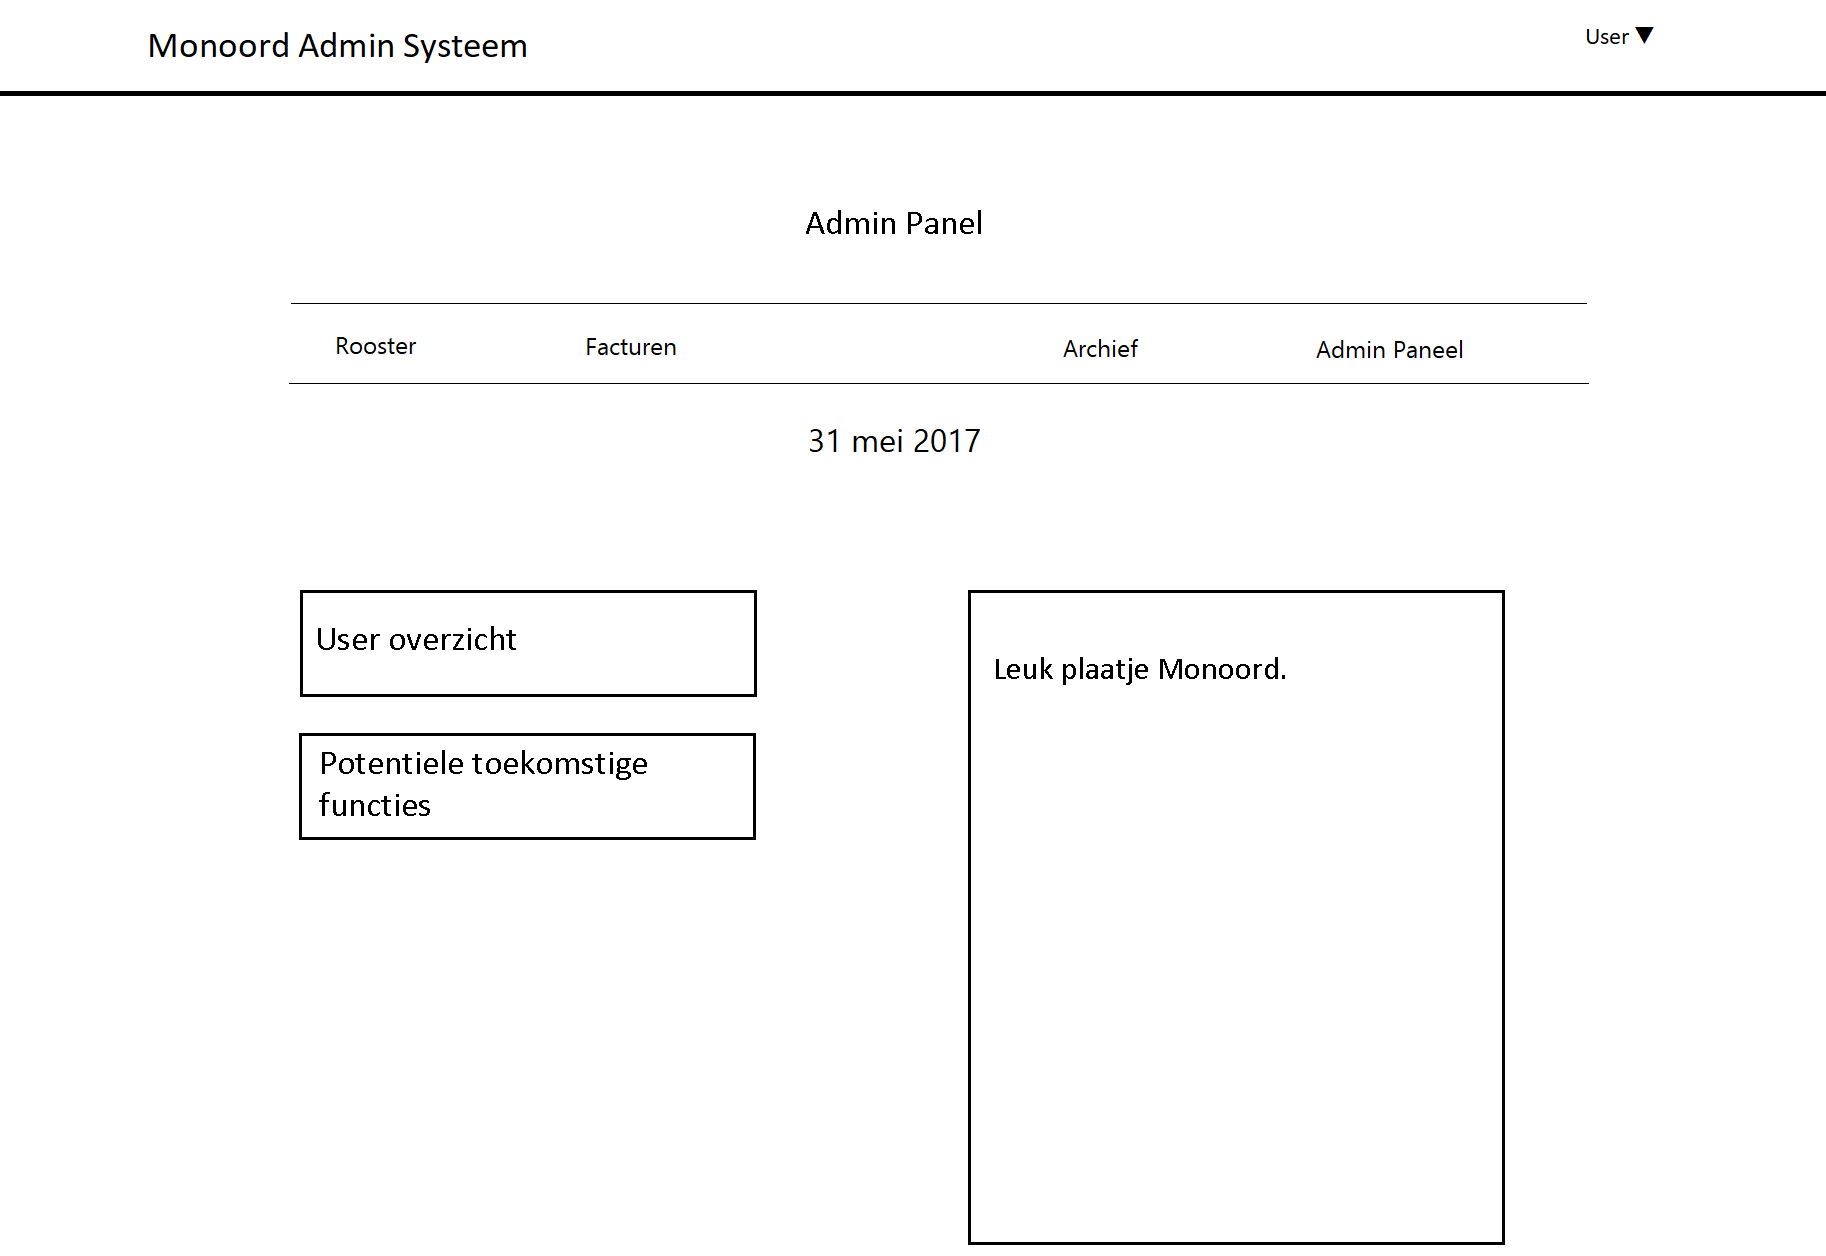 Monoord Admin Systeem
User ▼
Admin Panel
Rooster
Facturen
Archief
Admin Paneel
31 mei 2017
User overzicht
Potentiele toekomstige
functies
Leuk plaatje Monoord.